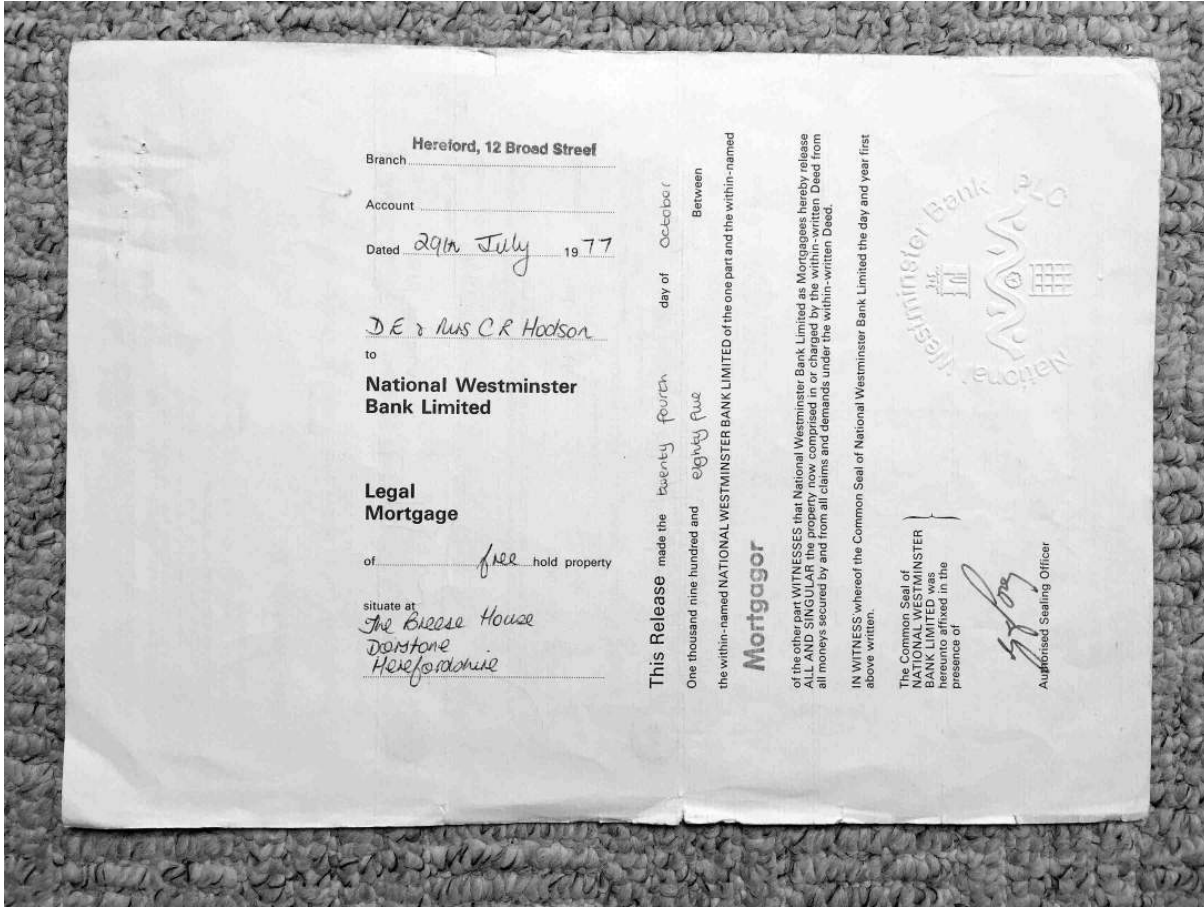 Hereford, 12 Broad Street
Branch
Account
Dated 29th July 1977
D E & Mrs C R Hodson
to
National Westminster
Bank Limited
Legal
Mortgage
of free hold property
situate at
The Breese House
Dorstone
Herefordshire
This Release made the twenty fourth day of October
One thousand nine hundred and eighty five Between
the within-named NATIONAL WESTMINSTER BANK LIMITED of the one part and the within-named
Mortgagor
of the other part WITNESSES that National Westminster Bank Limited as Mortgagees hereby release
ALL AND SINGULAR the property now comprised in or charged by the within-written Deed from
all moneys secured by and from all claims and demands under the within-written Deed.
IN WITNESS whereof the Common Seal of National Westminster Bank Limited the day and year first
above written.
The Common Seal of
NATIONAL WESTMINSTER
BANK LIMITED was
hereunto affixed in the
presence of
Authorised Sealing Officer
National Westminster Bank PLC